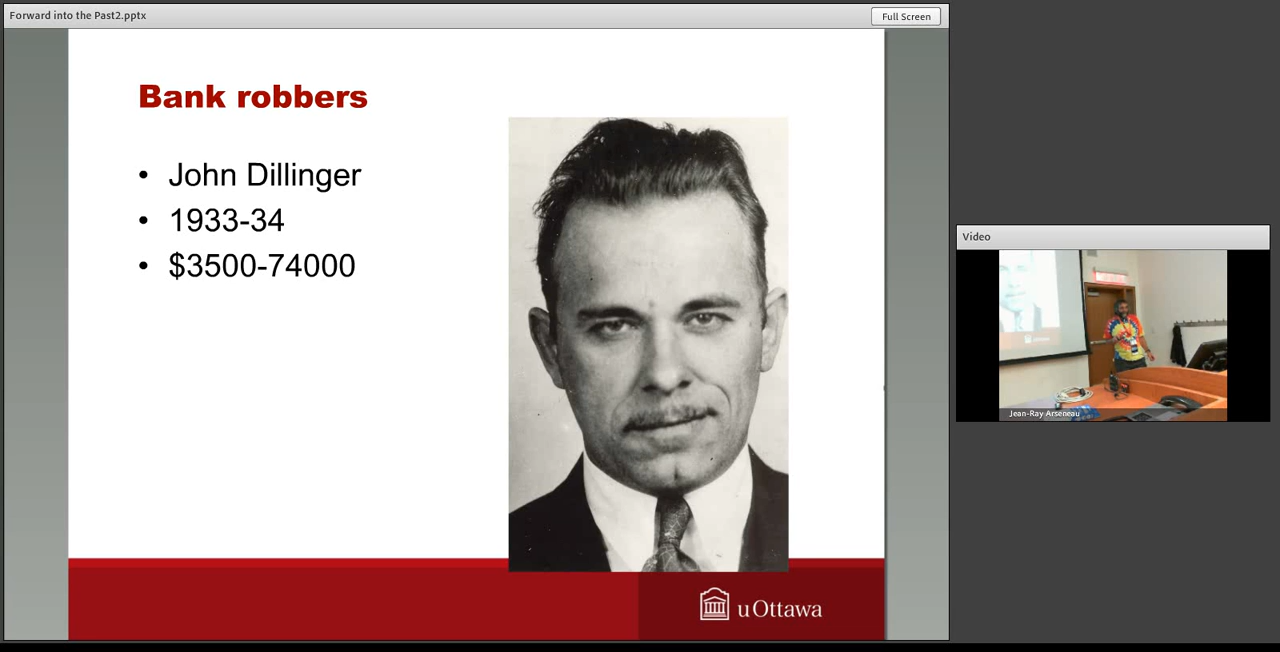 Forward into the Past2.pptx
Full Screen
Bank robbers
• John Dillinger
• 1933-34
• $3500-74000
uOttawa
Video
Jean-Ray Arseneau